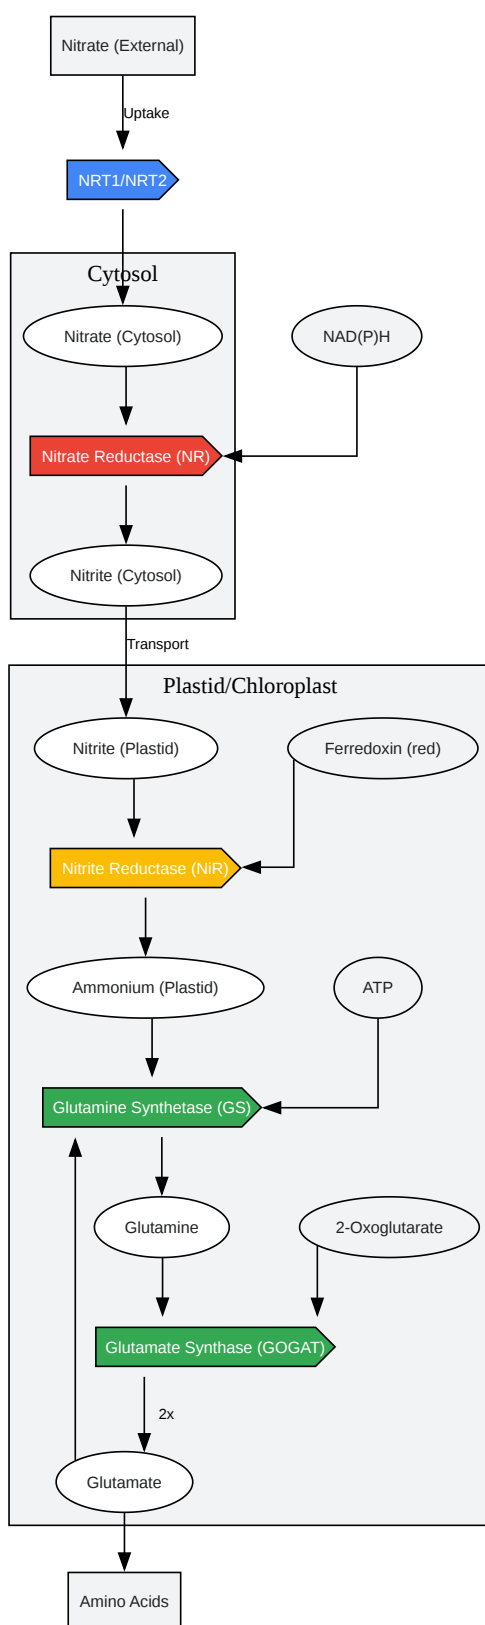 Nitrate (External)
Uptake
NRT1/NRT2
Cytosol
Nitrate (Cytosol)
NAD(P)H
Nitrate Reductase (NR)
Nitrite (Cytosol)
Transport
Plastid/Chloroplast
Nitrite (Plastid)
Ferredoxin (red)
Nitrite Reductase (NiR)
Ammonium (Plastid)
ATP
Glutamine Synthetase (GS)
Glutamine
2-Oxoglutarate
Glutamate Synthase (GOGAT)
2x
Glutamate
Amino Acids